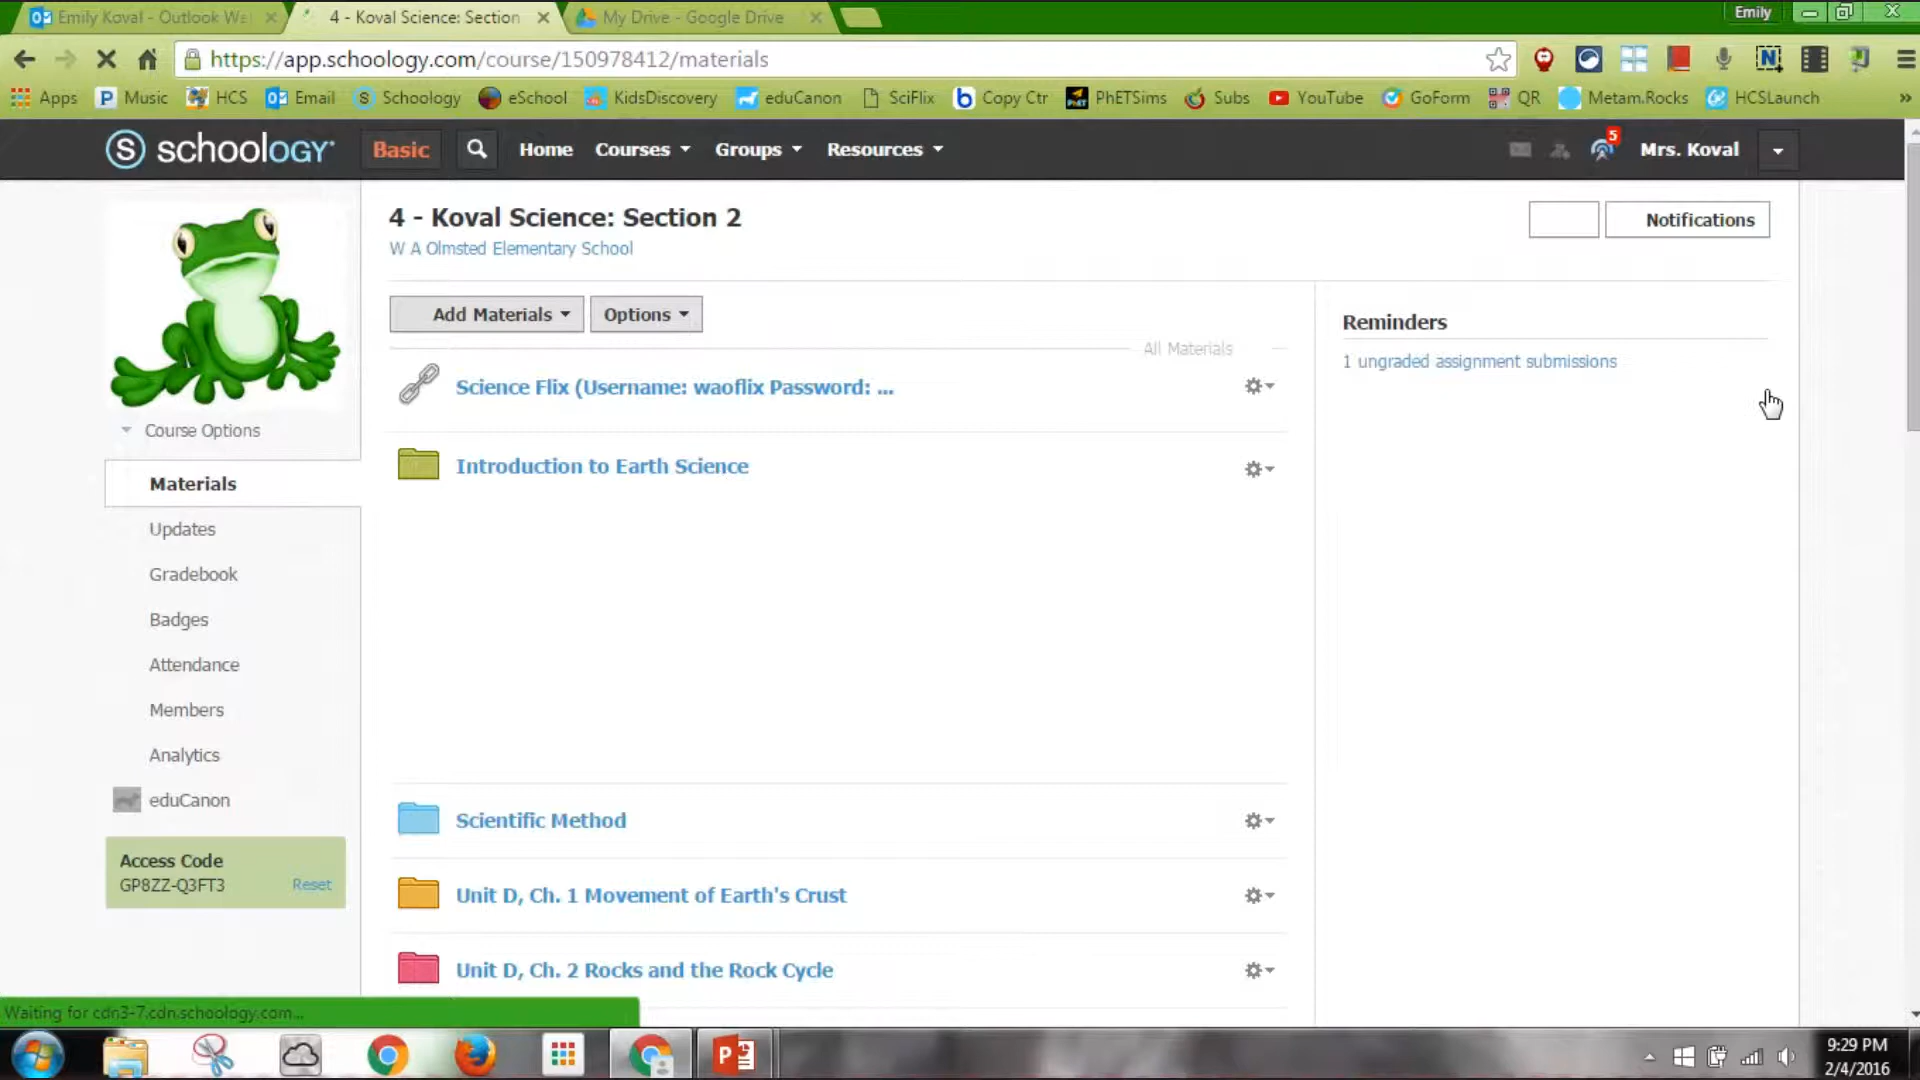 Emily Koval - Outlook We
4 - Koval Science: Section
My Drive - Google Drive
Emily
https://app.schoology.com/course/150978412/materials
Apps
Music
HCS
Email
Schoology
eSchool
KidsDiscovery
eduCanon
SciFlix
Copy Ctr
PhETSims
Subs
YouTube
GoForm
QR
Metam.Rocks
HCSLaunch
»
S schoology
Basic
Home
Courses
Groups
Resources
5
Mrs. Koval
4 - Koval Science: Section 2
W A Olmsted Elementary School
Notifications
Add Materials
Options
All Materials
Science Flix (Username: waoflix Password: ...
Introduction to Earth Science
Scientific Method
Unit D, Ch. 1 Movement of Earth's Crust
Unit D, Ch. 2 Rocks and the Rock Cycle
Reminders
1 ungraded assignment submissions
Course Options
Materials
Updates
Gradebook
Badges
Attendance
Members
Analytics
eduCanon
Access Code
GP8ZZ-Q3FT3
Reset
Waiting for cdn3-7.cdn.schoology.com...
9:29 PM
2/4/2016